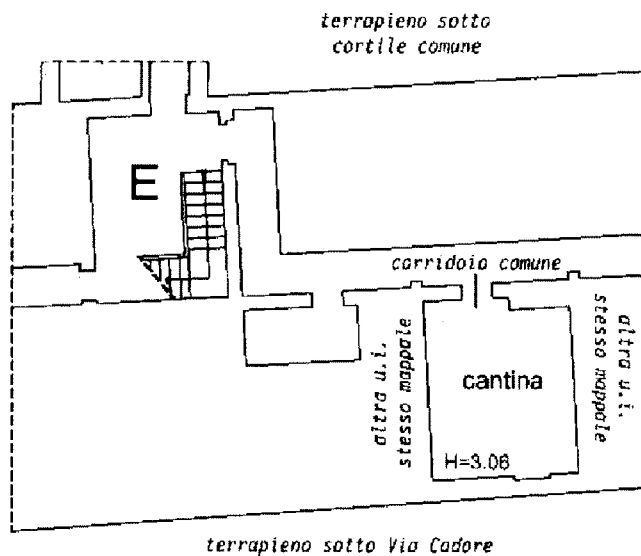 terrapieno sotto
cortile comune
E
corridoio comune
altra u.i.
stesso mappale
cantina
H=3.06
altra u.i.
stesso mappale
terrapieno sotto Via Cadore